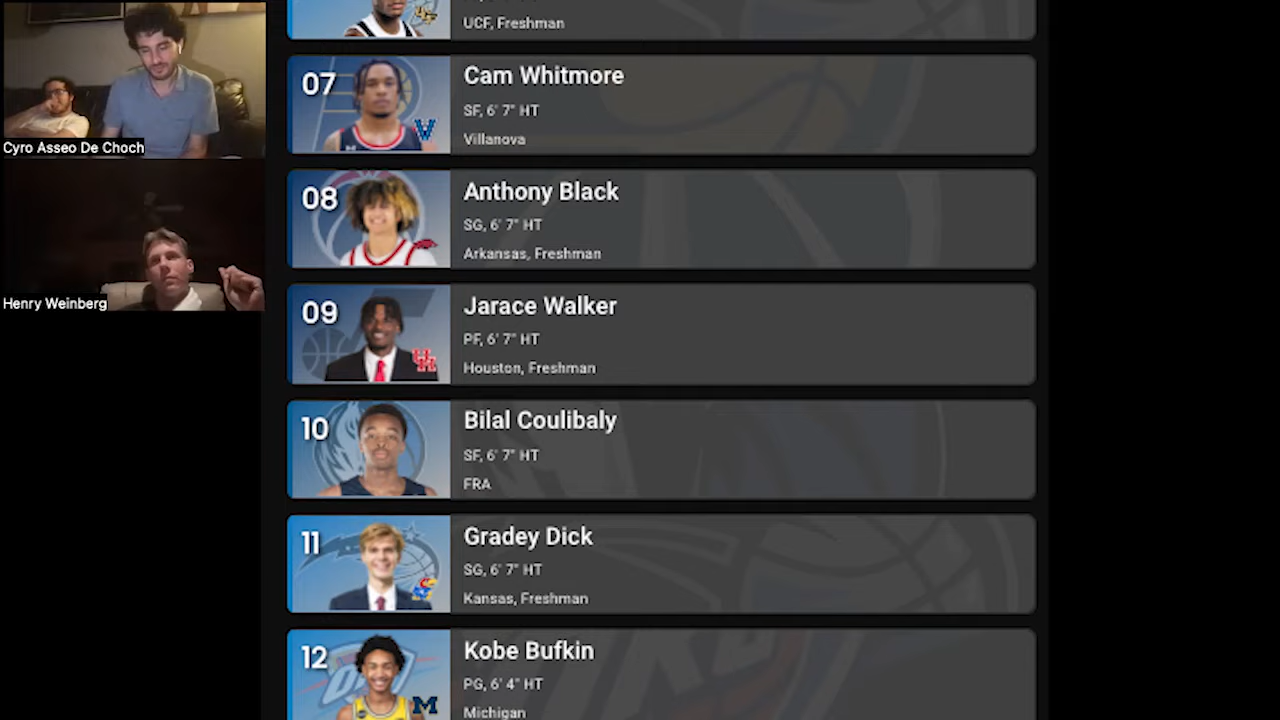 Cyro Asseo De Choch
Henry Weinberg
UCF, Freshman
07
Cam Whitmore
SF, 6' 7" HT
Villanova
08
Anthony Black
SG, 6' 7" HT
Arkansas, Freshman
09
Jarace Walker
PF, 6' 7" HT
Houston, Freshman
10
Bilal Coulibaly
SF, 6' 7" HT
FRA
11
Gradey Dick
SG, 6' 7" HT
Kansas, Freshman
12
Kobe Bufkin
PG, 6' 4" HT
Michigan